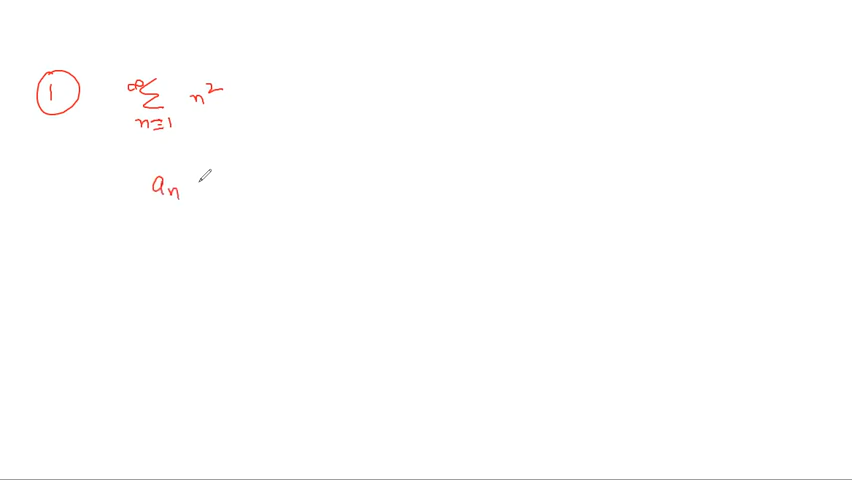 ① ∞∑n=1 n²
aₙ